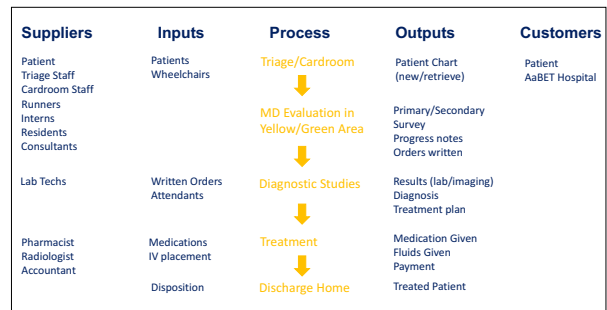 Suppliers
Inputs
Process
Outputs
Customers
Patient
Triage Staff
Cardroom Staff
Runners
Interns
Residents
Consultants
Patients
Wheelchairs
Triage/Cardroom
Patient Chart
(new/retrieve)
Patient
AaBET Hospital
MD Evaluation in
Yellow/Green Area
Primary/Secondary
Survey
Progress notes
Orders written
Lab Techs
Written Orders
Attendants
Diagnostic Studies
Results (lab/imaging)
Diagnosis
Treatment plan
Pharmacist
Radiologist
Accountant
Medications
IV placement
Treatment
Medication Given
Fluids Given
Payment
Disposition
Discharge Home
Treated Patient